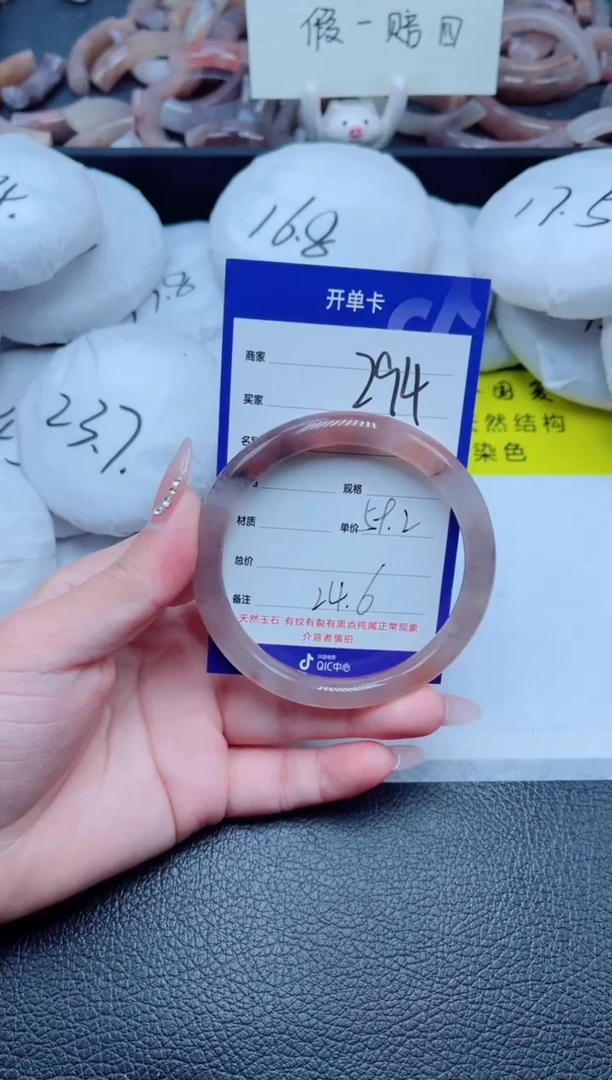 假一赔四
16.8
17.5
开单卡
商家
294
买家
23.7
天然结构
染色
规格
材质
单价 59.2
总价
备注 24.6
天然玉石 有纹有裂有黑点纯属正常现象
介意者慎拍
QIC中心